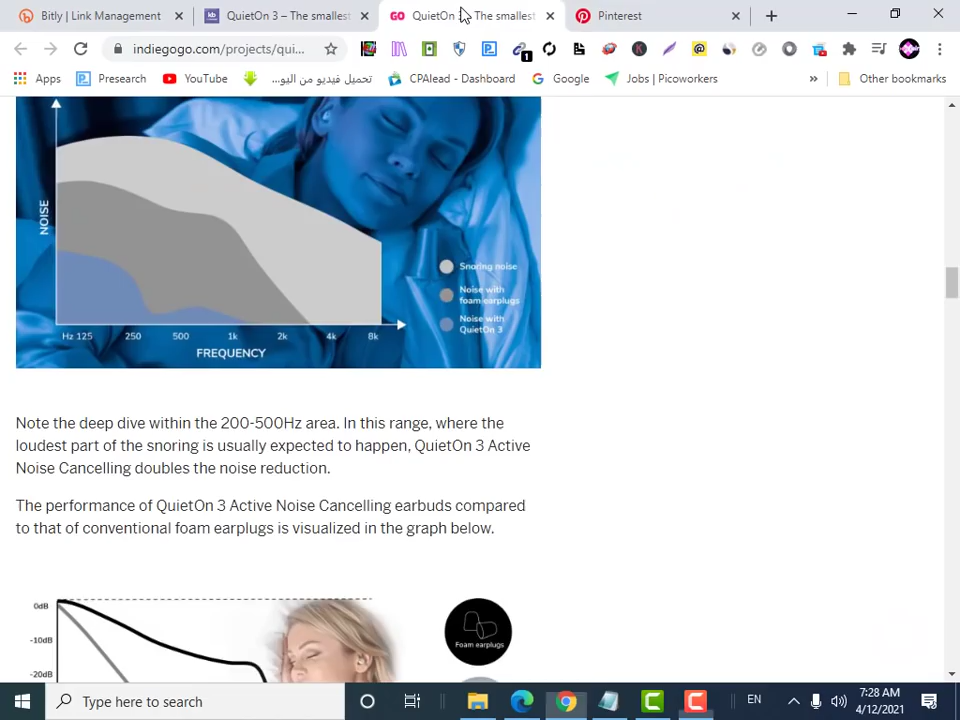 Bitly | Link Management
QuietOn 3 – The smallest
QuietOn 3 The smallest
Pinterest
indiegogo.com/projects/qui...
1
Apps
Presearch
YouTube
تحميل فيديو من اليو...
CPAlead - Dashboard
Google
Jobs | Picoworkers
»
Other bookmarks
NOISE
Snoring noise
Noise with
foam earplugs
Noise with
QuietOn 3
Hz 125 250 500 1k 2k 4k 8k
FREQUENCY
Note the deep dive within the 200-500Hz area. In this range, where the
loudest part of the snoring is usually expected to happen, QuietOn 3 Active
Noise Cancelling doubles the noise reduction.
The performance of QuietOn 3 Active Noise Cancelling earbuds compared
to that of conventional foam earplugs is visualized in the graph below.
0dB
-10dB
-20dB
Foam earplugs
Type here to search
EN
7:28 AM
4/12/2021